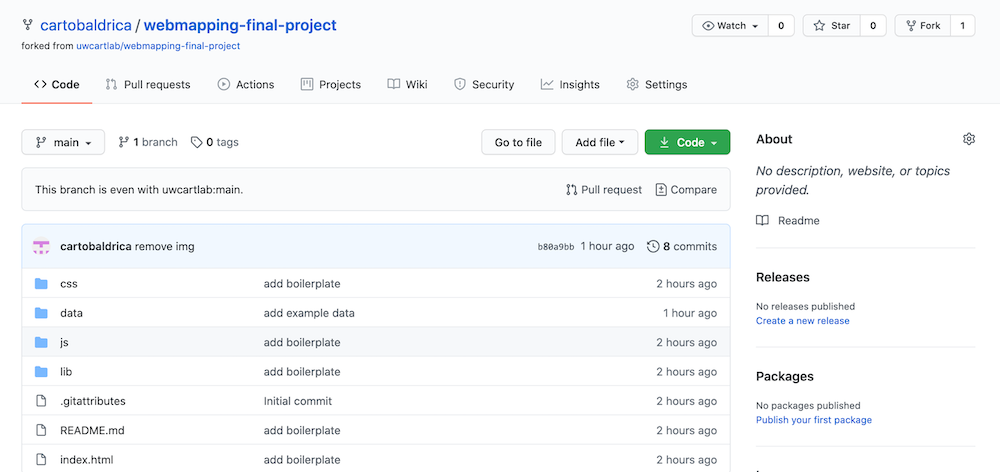 cartobaldrica / webmapping-final-project
Watch 0 Star 0 Fork 1
forked from uwcartlab/webmapping-final-project
Code Pull requests Actions Projects Wiki Security Insights Settings
main 1 branch 0 tags Go to file Add file Code
This branch is even with uwcartlab:main. Pull request Compare
cartobaldrica remove img b80a9bb 1 hour ago 8 commits
css add boilerplate 2 hours ago
data add example data 1 hour ago
js add boilerplate 2 hours ago
lib add boilerplate 2 hours ago
.gitattributes Initial commit 2 hours ago
README.md add boilerplate 2 hours ago
index.html add boilerplate 2 hours ago
About
No description, website, or topics
provided.
Readme
Releases
No releases published
Create a new release
Packages
No packages published
Publish your first package